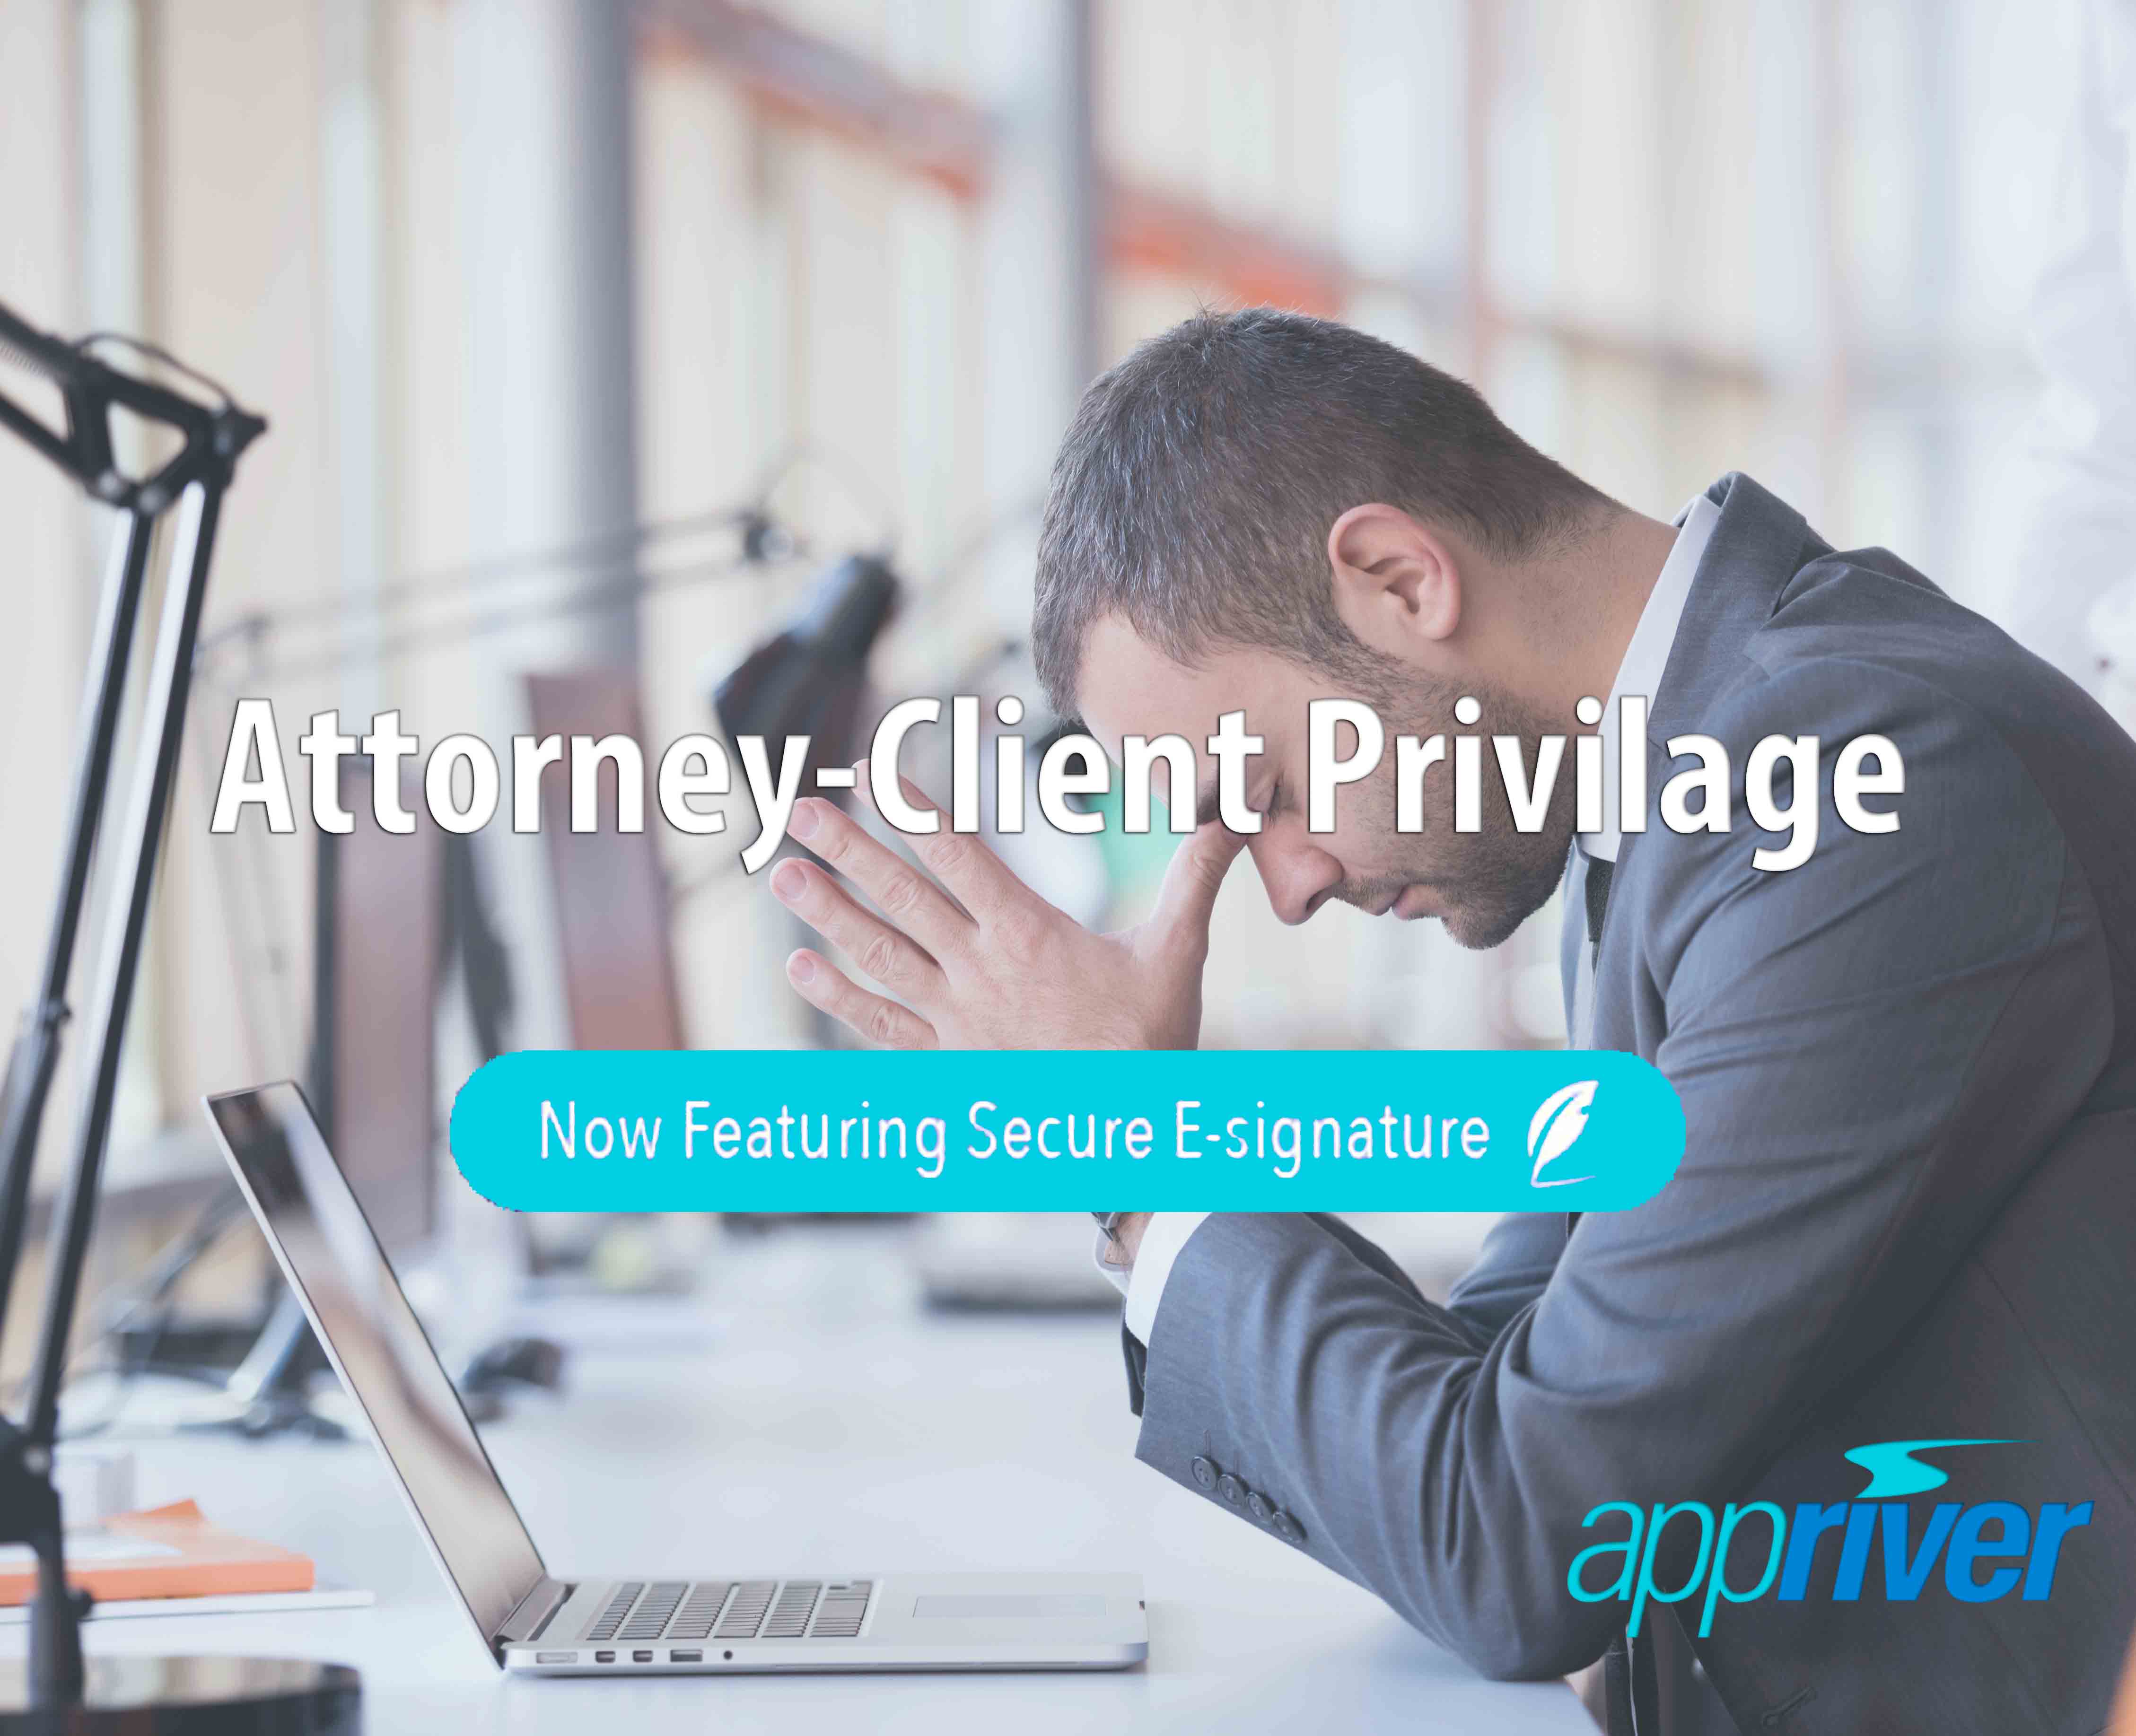 Attorney-Client Privilage
Now Featuring Secure E-signature
appriver